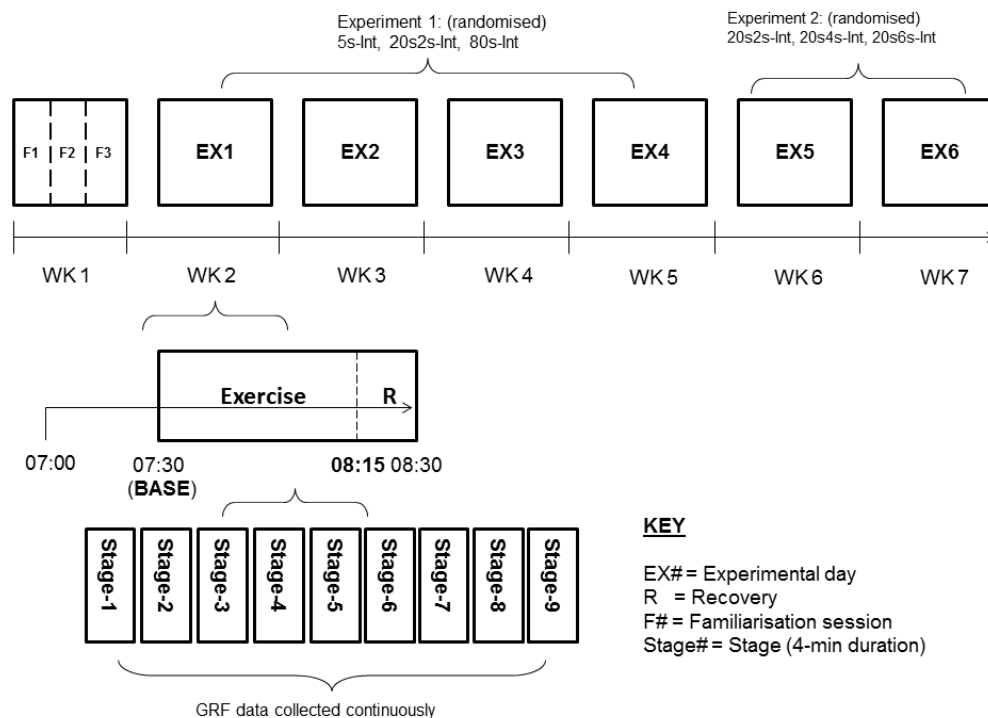 Experiment 1: (randomised)
5s-Int, 20s2s-Int, 80s-Int
Experiment 2: (randomised)
20s2s-Int, 20s4s-Int, 20s6s-Int
F1 F2 F3 EX1 EX2 EX3 EX4 EX5 EX6
WK 1 WK 2 WK 3 WK 4 WK 5 WK 6 WK 7
Exercise R
07:00 07:30 08:15 08:30
(BASE)
Stage-1 Stage-2 Stage-3 Stage-4 Stage-5 Stage-6 Stage-7 Stage-8 Stage-9
GRF data collected continuously
KEY
EX# = Experimental day
R = Recovery
F# = Familiarisation session
Stage# = Stage (4-min duration)